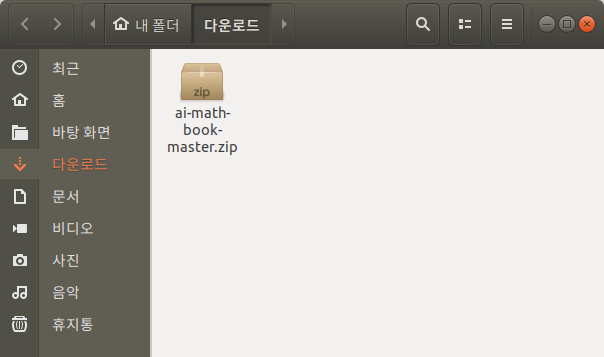 내 폴더
다운로드
최근
홈
바탕 화면
다운로드
문서
비디오
사진
음악
휴지통
zip
ai-math-
book-
master.zip